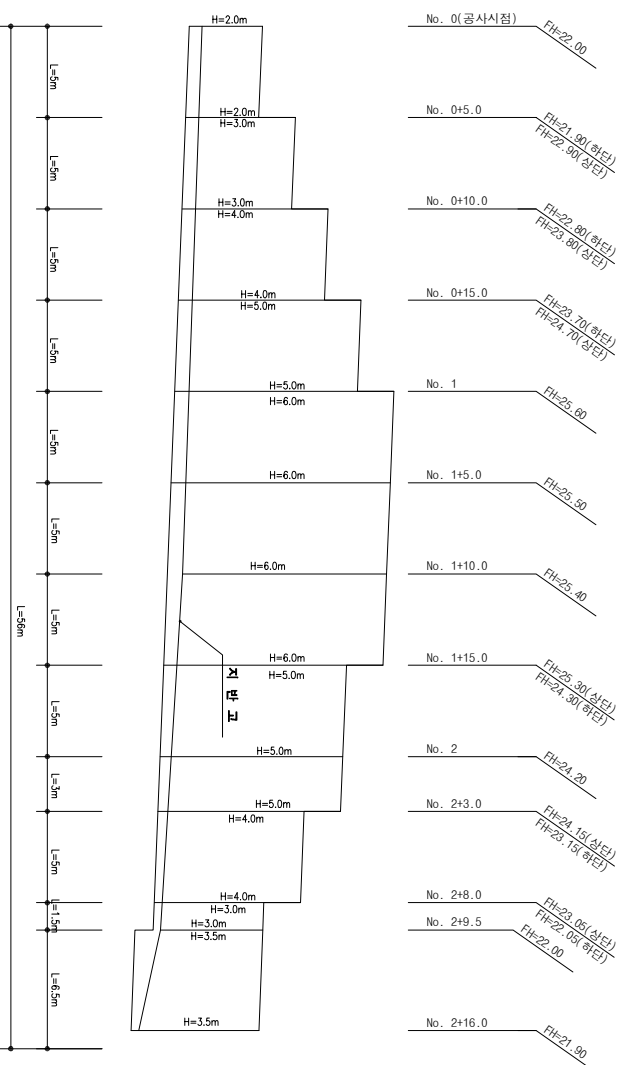 H=2.0m
No. 0(공사시점)
FH=22.00
L=5m
H=2.0m
H=3.0m
No. 0+5.0
FH=21.90(하단)
FH=22.90(상단)
L=5m
H=3.0m
H=4.0m
No. 0+10.0
FH=22.80(하단)
FH=23.80(상단)
L=5m
H=4.0m
H=5.0m
No. 0+15.0
FH=23.70(하단)
FH=24.70(상단)
L=5m
H=5.0m
H=6.0m
No. 1
FH=25.60
L=5m
H=6.0m
No. 1+5.0
FH=25.50
L=5m
H=6.0m
No. 1+10.0
FH=25.40
L=56m
L=5m
H=6.0m
H=5.0m
No. 1+15.0
FH=25.30(상단)
FH=24.30(하단)
지 반 고
L=5m
H=5.0m
No. 2
FH=24.20
L=3m
H=5.0m
H=4.0m
No. 2+3.0
FH=24.15(상단)
FH=23.15(하단)
L=5m
H=4.0m
H=3.0m
No. 2+8.0
FH=23.05(상단)
FH=22.05(하단)
L=1.5m
H=3.0m
H=3.5m
No. 2+9.5
FH=22.00
L=6.5m
H=3.5m
No. 2+16.0
FH=21.90